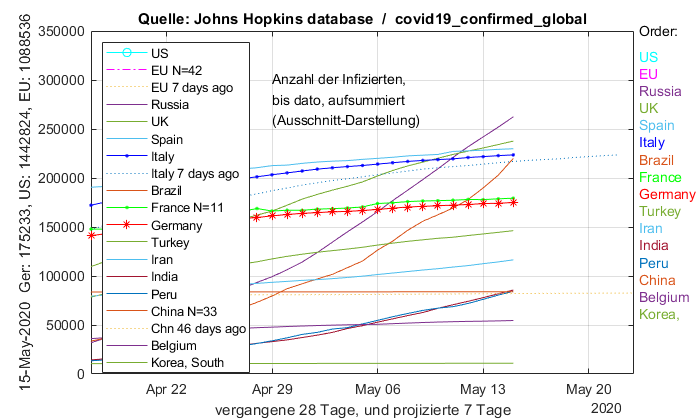 Quelle: Johns Hopkins database / covid19_confirmed_global
15-May-2020 Ger: 175233, US: 1442824, EU: 1088536
350000
300000
250000
200000
150000
100000
50000
0
US
EU N=42
EU 7 days ago
Russia
UK
Spain
Italy
Italy 7 days ago
Brazil
France N=11
Germany
Turkey
Iran
India
Peru
China N=33
Chn 46 days ago
Belgium
Korea, South
Anzahl der Infizierten,
bis dato, aufsummiert
(Ausschnitt-Darstellung)
Order:
US
EU
Russia
UK
Spain
Italy
Brazil
France
Germany
Turkey
Iran
India
Peru
China
Belgium
Korea,
Apr 22
Apr 29
May 06
May 13
May 20
2020
vergangene 28 Tage, und projizierte 7 Tage